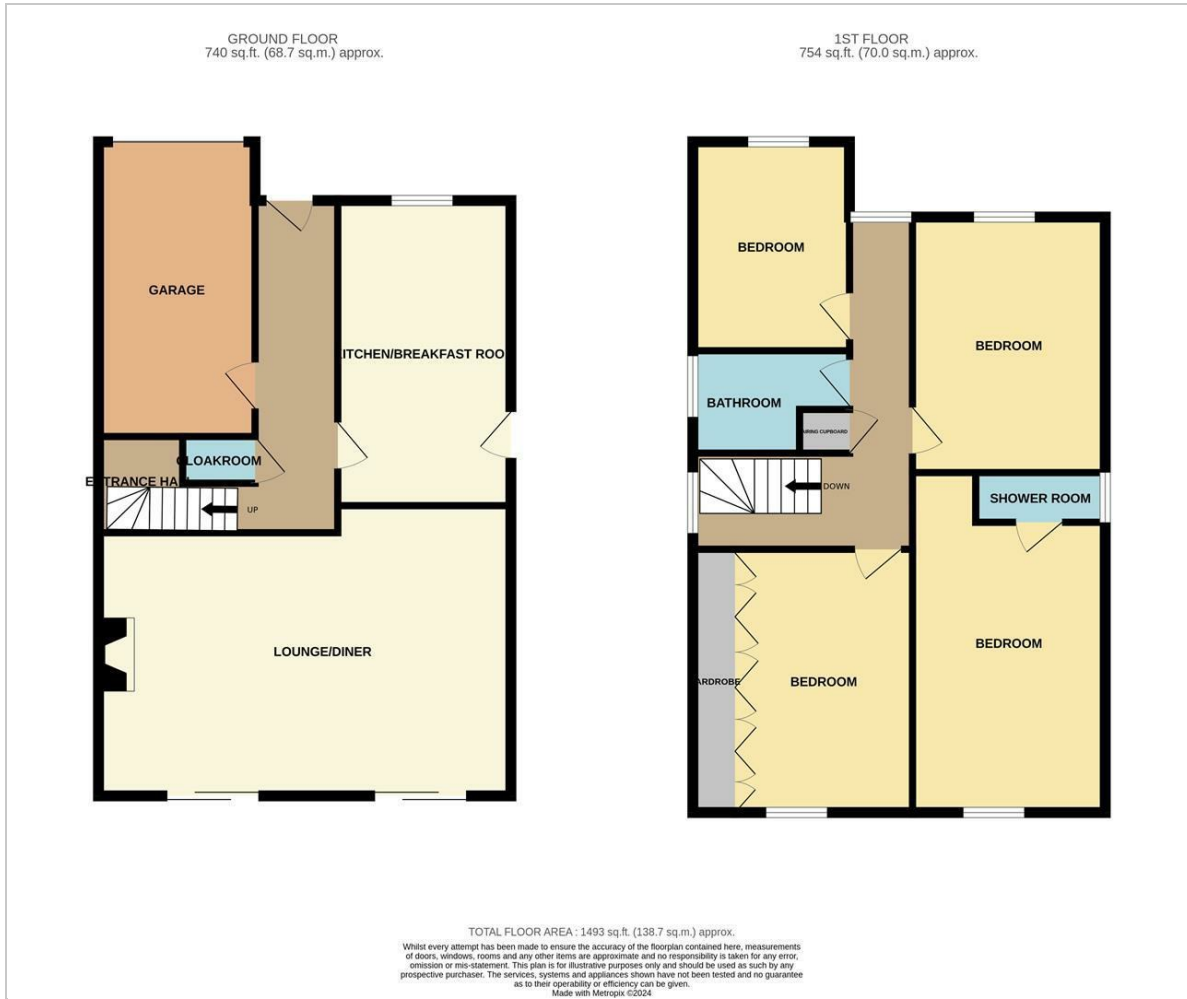 GROUND FLOOR
740 sq.ft. (68.7 sq.m.) approx.
1ST FLOOR
754 sq.ft. (70.0 sq.m.) approx.
GARAGE
ITCHEN/BREAKFAST ROO
CLOAKROOM
ENTRANCE HA
UP
LOUNGE/DINER
BEDROOM
BEDROOM
BATHROOM
AIRING CUPBOARD
DOWN
SHOWER ROOM
BEDROOM
ARDROBE
BEDROOM
TOTAL FLOOR AREA : 1493 sq.ft. (138.7 sq.m.) approx.
Whilst every attempt has been made to ensure the accuracy of the floorplan contained here, measurements
of doors, windows, rooms and any other items are approximate and no responsibility is taken for any error,
omission or mis-statement. This plan is for illustrative purposes only and should be used as such by any
prospective purchaser. The services, systems and appliances shown have not been tested and no guarantee
as to their operability or efficiency can be given.
Made with Metropix ©2024